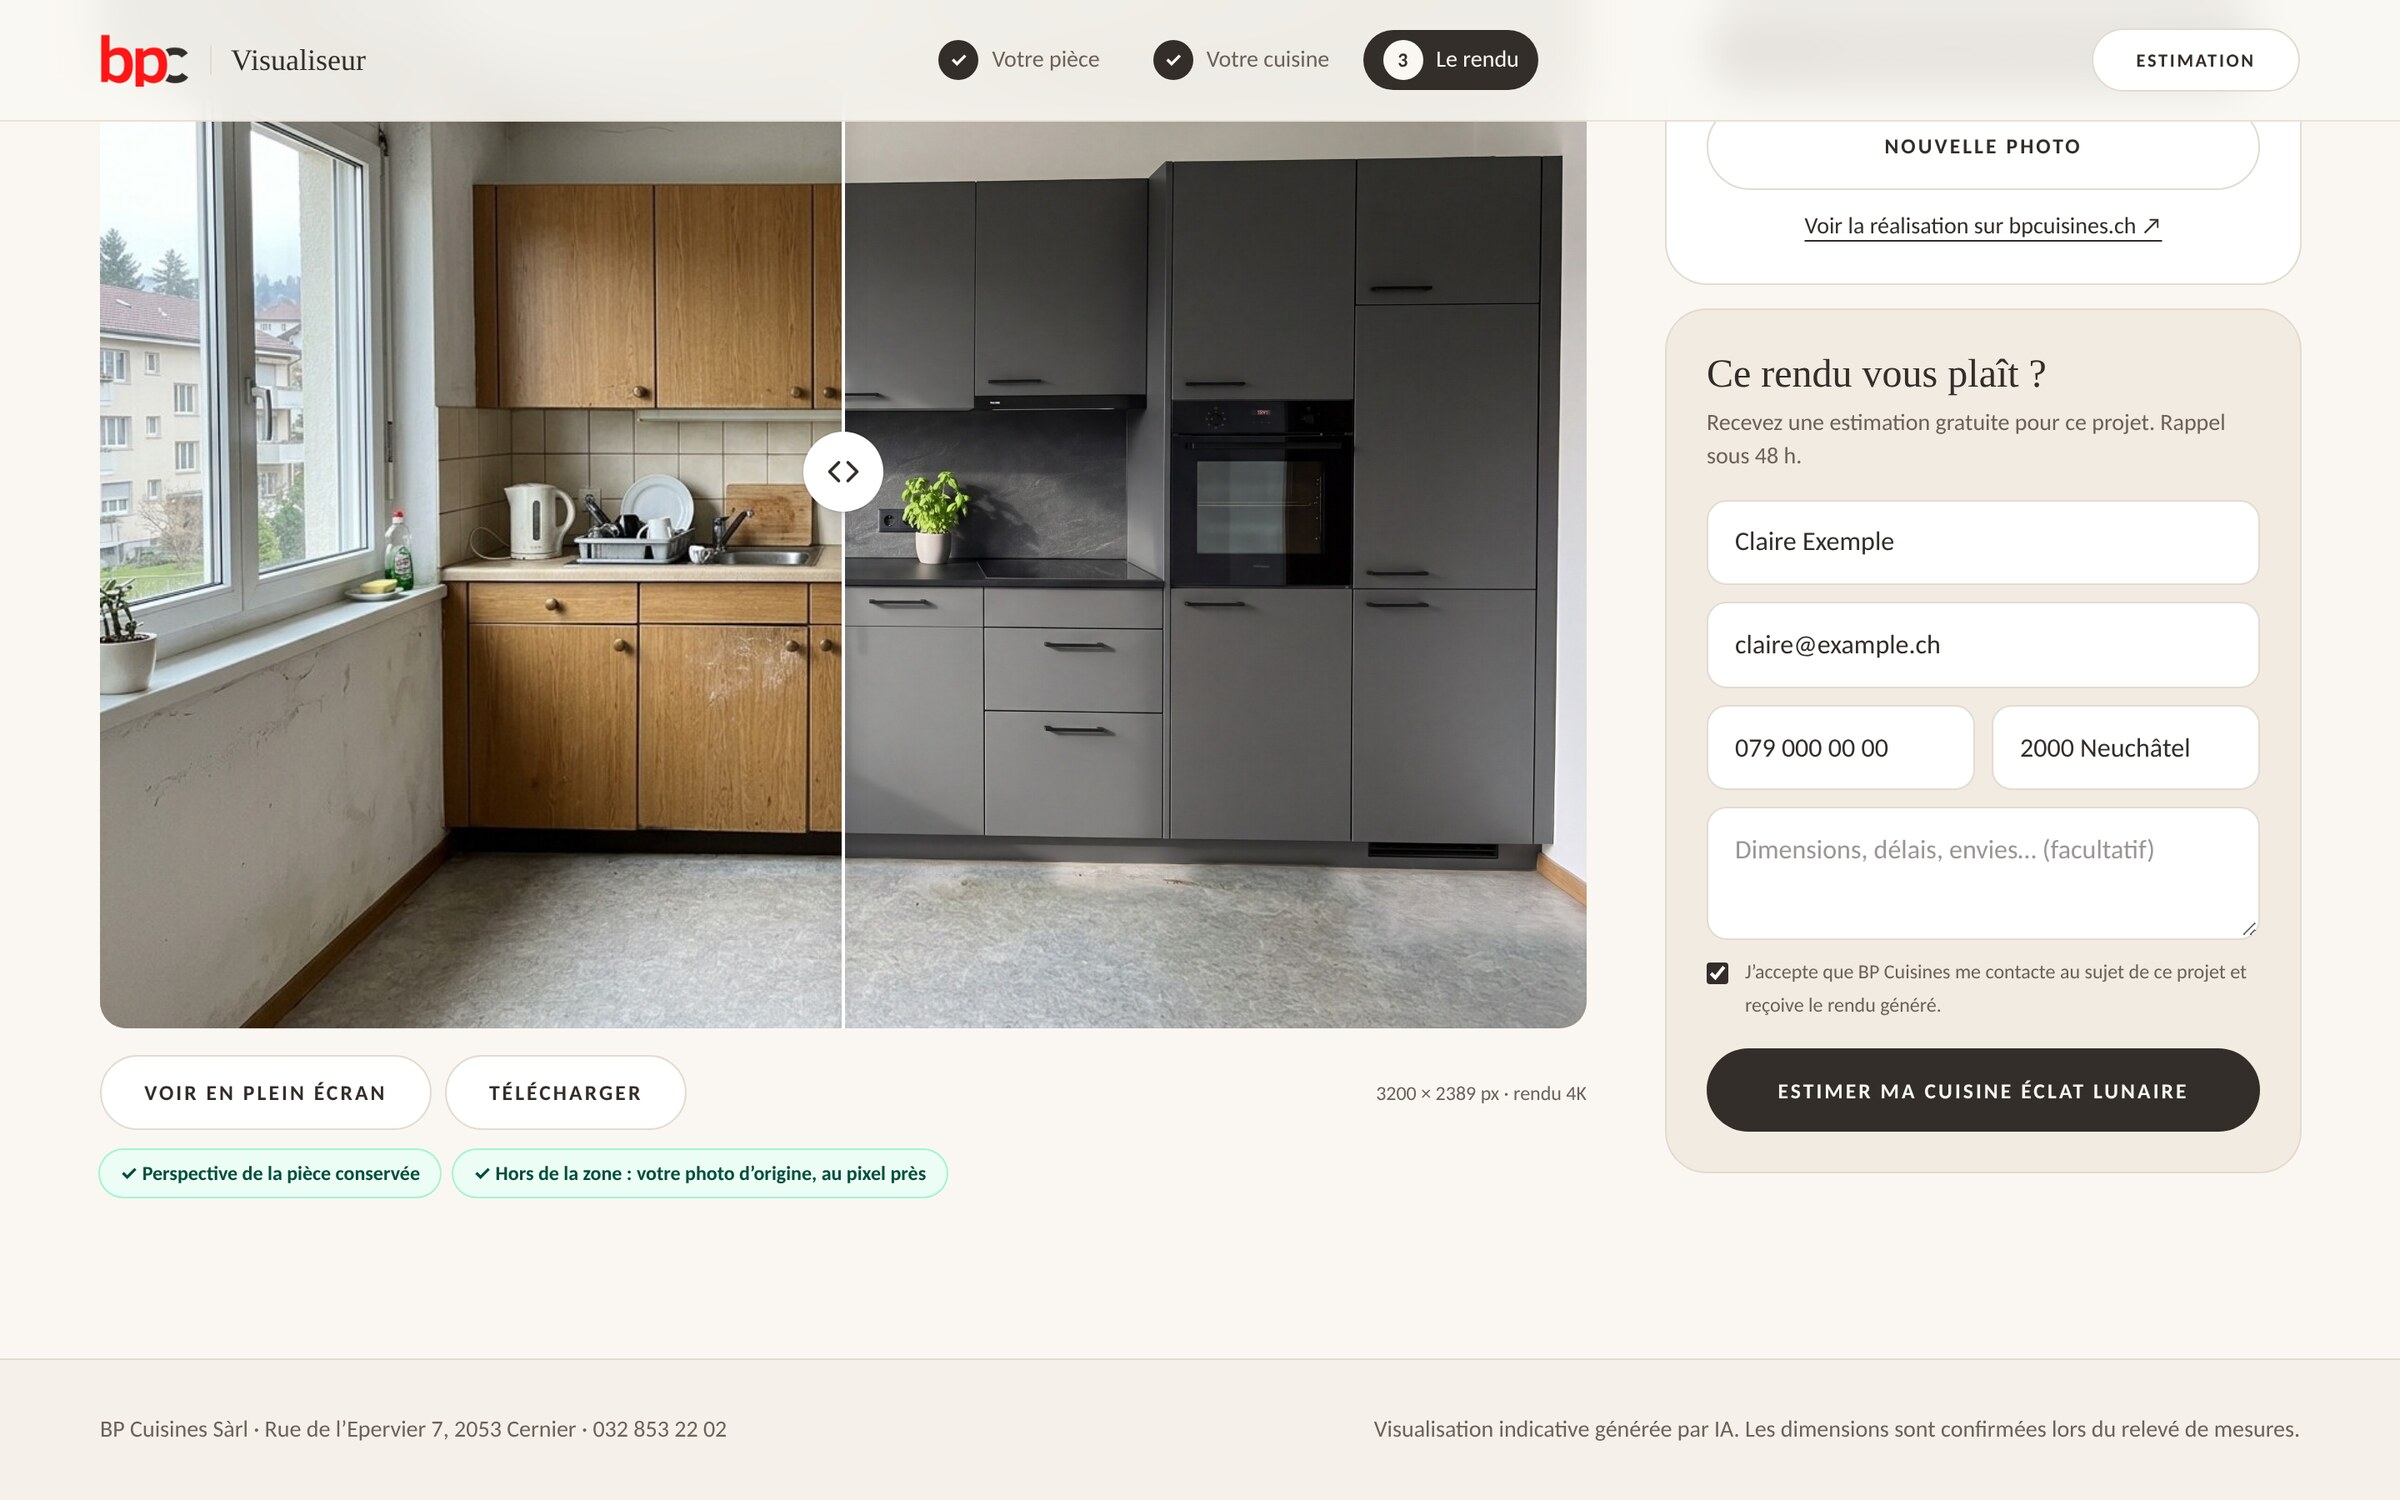 bpc
Visualiseur
Votre pièce
Votre cuisine
3 Le rendu
ESTIMATION
NOUVELLE PHOTO
Voir la réalisation sur bpcuisines.ch ↗
Ce rendu vous plaît ?
Recevez une estimation gratuite pour ce projet. Rappel
sous 48 h.
Claire Exemple
claire@example.ch
079 000 00 00
2000 Neuchâtel
Dimensions, délais, envies... (facultatif)
J’accepte que BP Cuisines me contacte au sujet de ce projet et
reçoive le rendu généré.
ESTIMER MA CUISINE ÉCLAT LUNAIRE
VOIR EN PLEIN ÉCRAN
TÉLÉCHARGER
3200 × 2389 px · rendu 4K
✓ Perspective de la pièce conservée
✓ Hors de la zone : votre photo d’origine, au pixel près
BP Cuisines Sàrl · Rue de l’Epervier 7, 2053 Cernier · 032 853 22 02
Visualisation indicative générée par IA. Les dimensions sont confirmées lors du relevé de mesures.